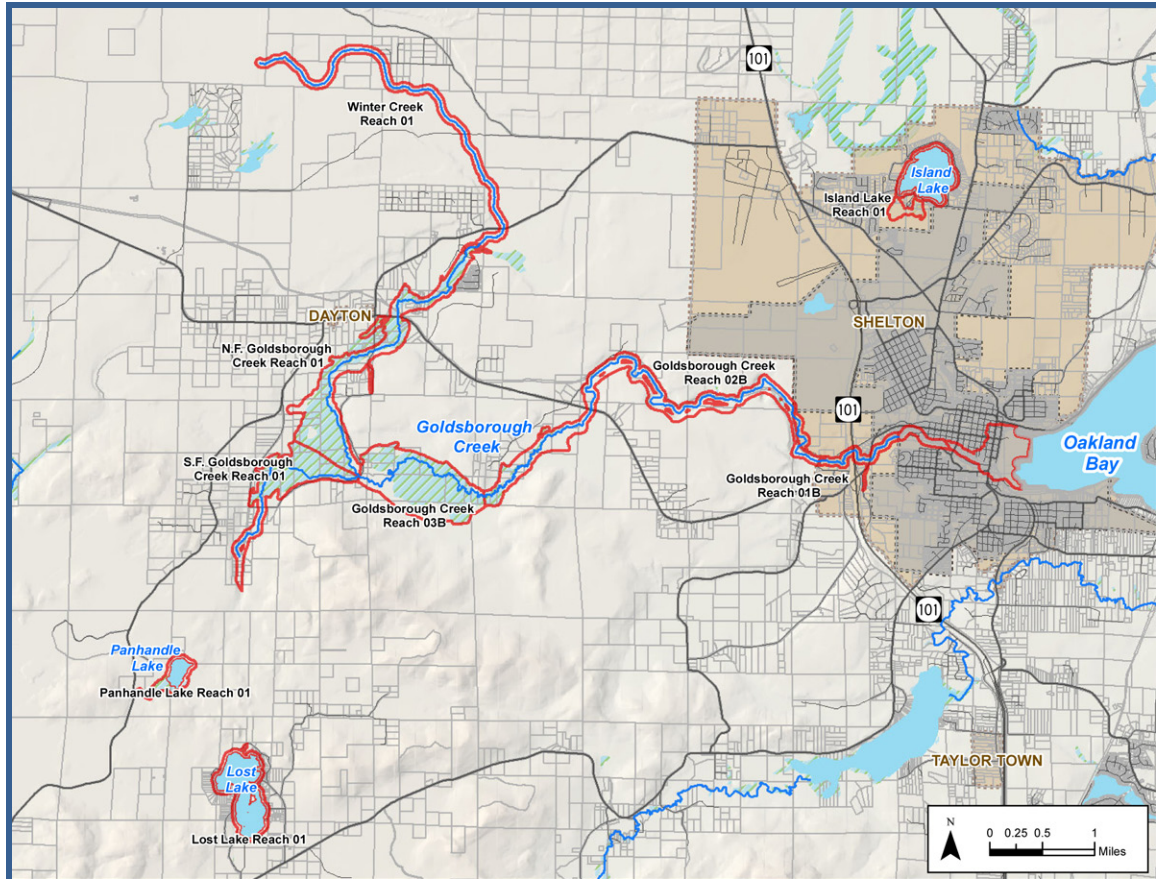 101
Winter Creek
Reach 01
Island
Lake
Island Lake
Reach 01
DAYTON
SHELTON
N.F. Goldsborough
Creek Reach 01
Goldsborough Creek
Reach 02B
101
Goldsborough
Creek
Oakland
Bay
S.F. Goldsborough
Creek Reach 01
Goldsborough Creek
Reach 01B
Goldsborough Creek
Reach 03B
101
Panhandle
Lake
Panhandle Lake Reach 01
Lost
Lake
TAYLOR TOWN
Lost Lake Reach 01
N
0 0.25 0.5 1
Miles